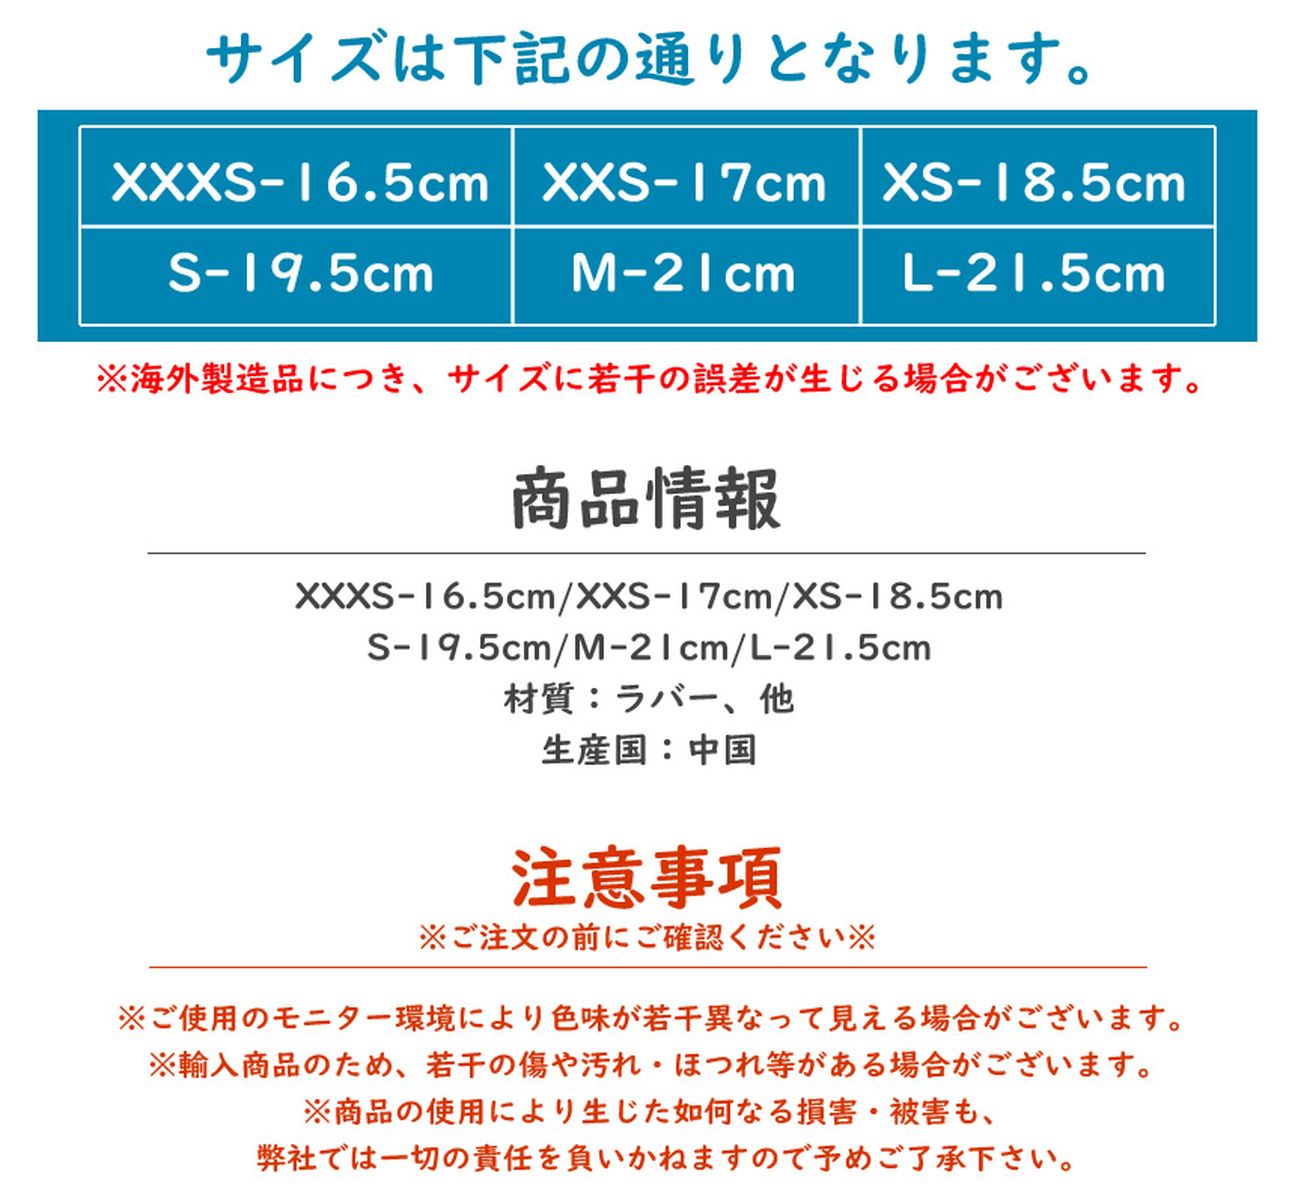 サイズは下記の通りとなります。
XXXS-16.5cm XXS-17cm XS-18.5cm
S-19.5cm M-21cm L-21.5cm
※海外製造品につき、サイズに若干の誤差が生じる場合がございます。
商品情報
XXXS-16.5cm/XXS-17cm/XS-18.5cm
S-19.5cm/M-21cm/L-21.5cm
材質：ラバー、他
生産国：中国
注意事項
※ご注文の前にご確認ください※
※ご使用のモニター環境により色味が若干異なって見える場合がございます。
※輸入商品のため、若干の傷や汚れ・ほつれ等がある場合がございます。
※商品の使用により生じた如何なる損害・被害も、
弊社では一切の責任を負いかねますので予めご了承下さい。